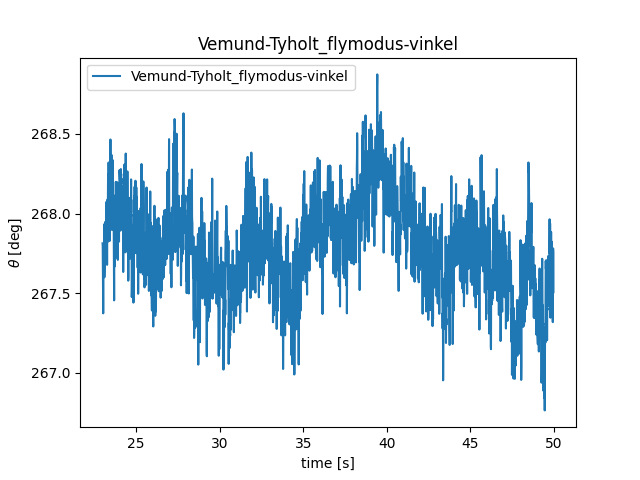 Vemund-Tyholt_flymodus-vinkel
Vemund-Tyholt_flymodus-vinkel
268.5
268.0
267.5
267.0
θ [deg]
25 30 35 40 45 50
time [s]